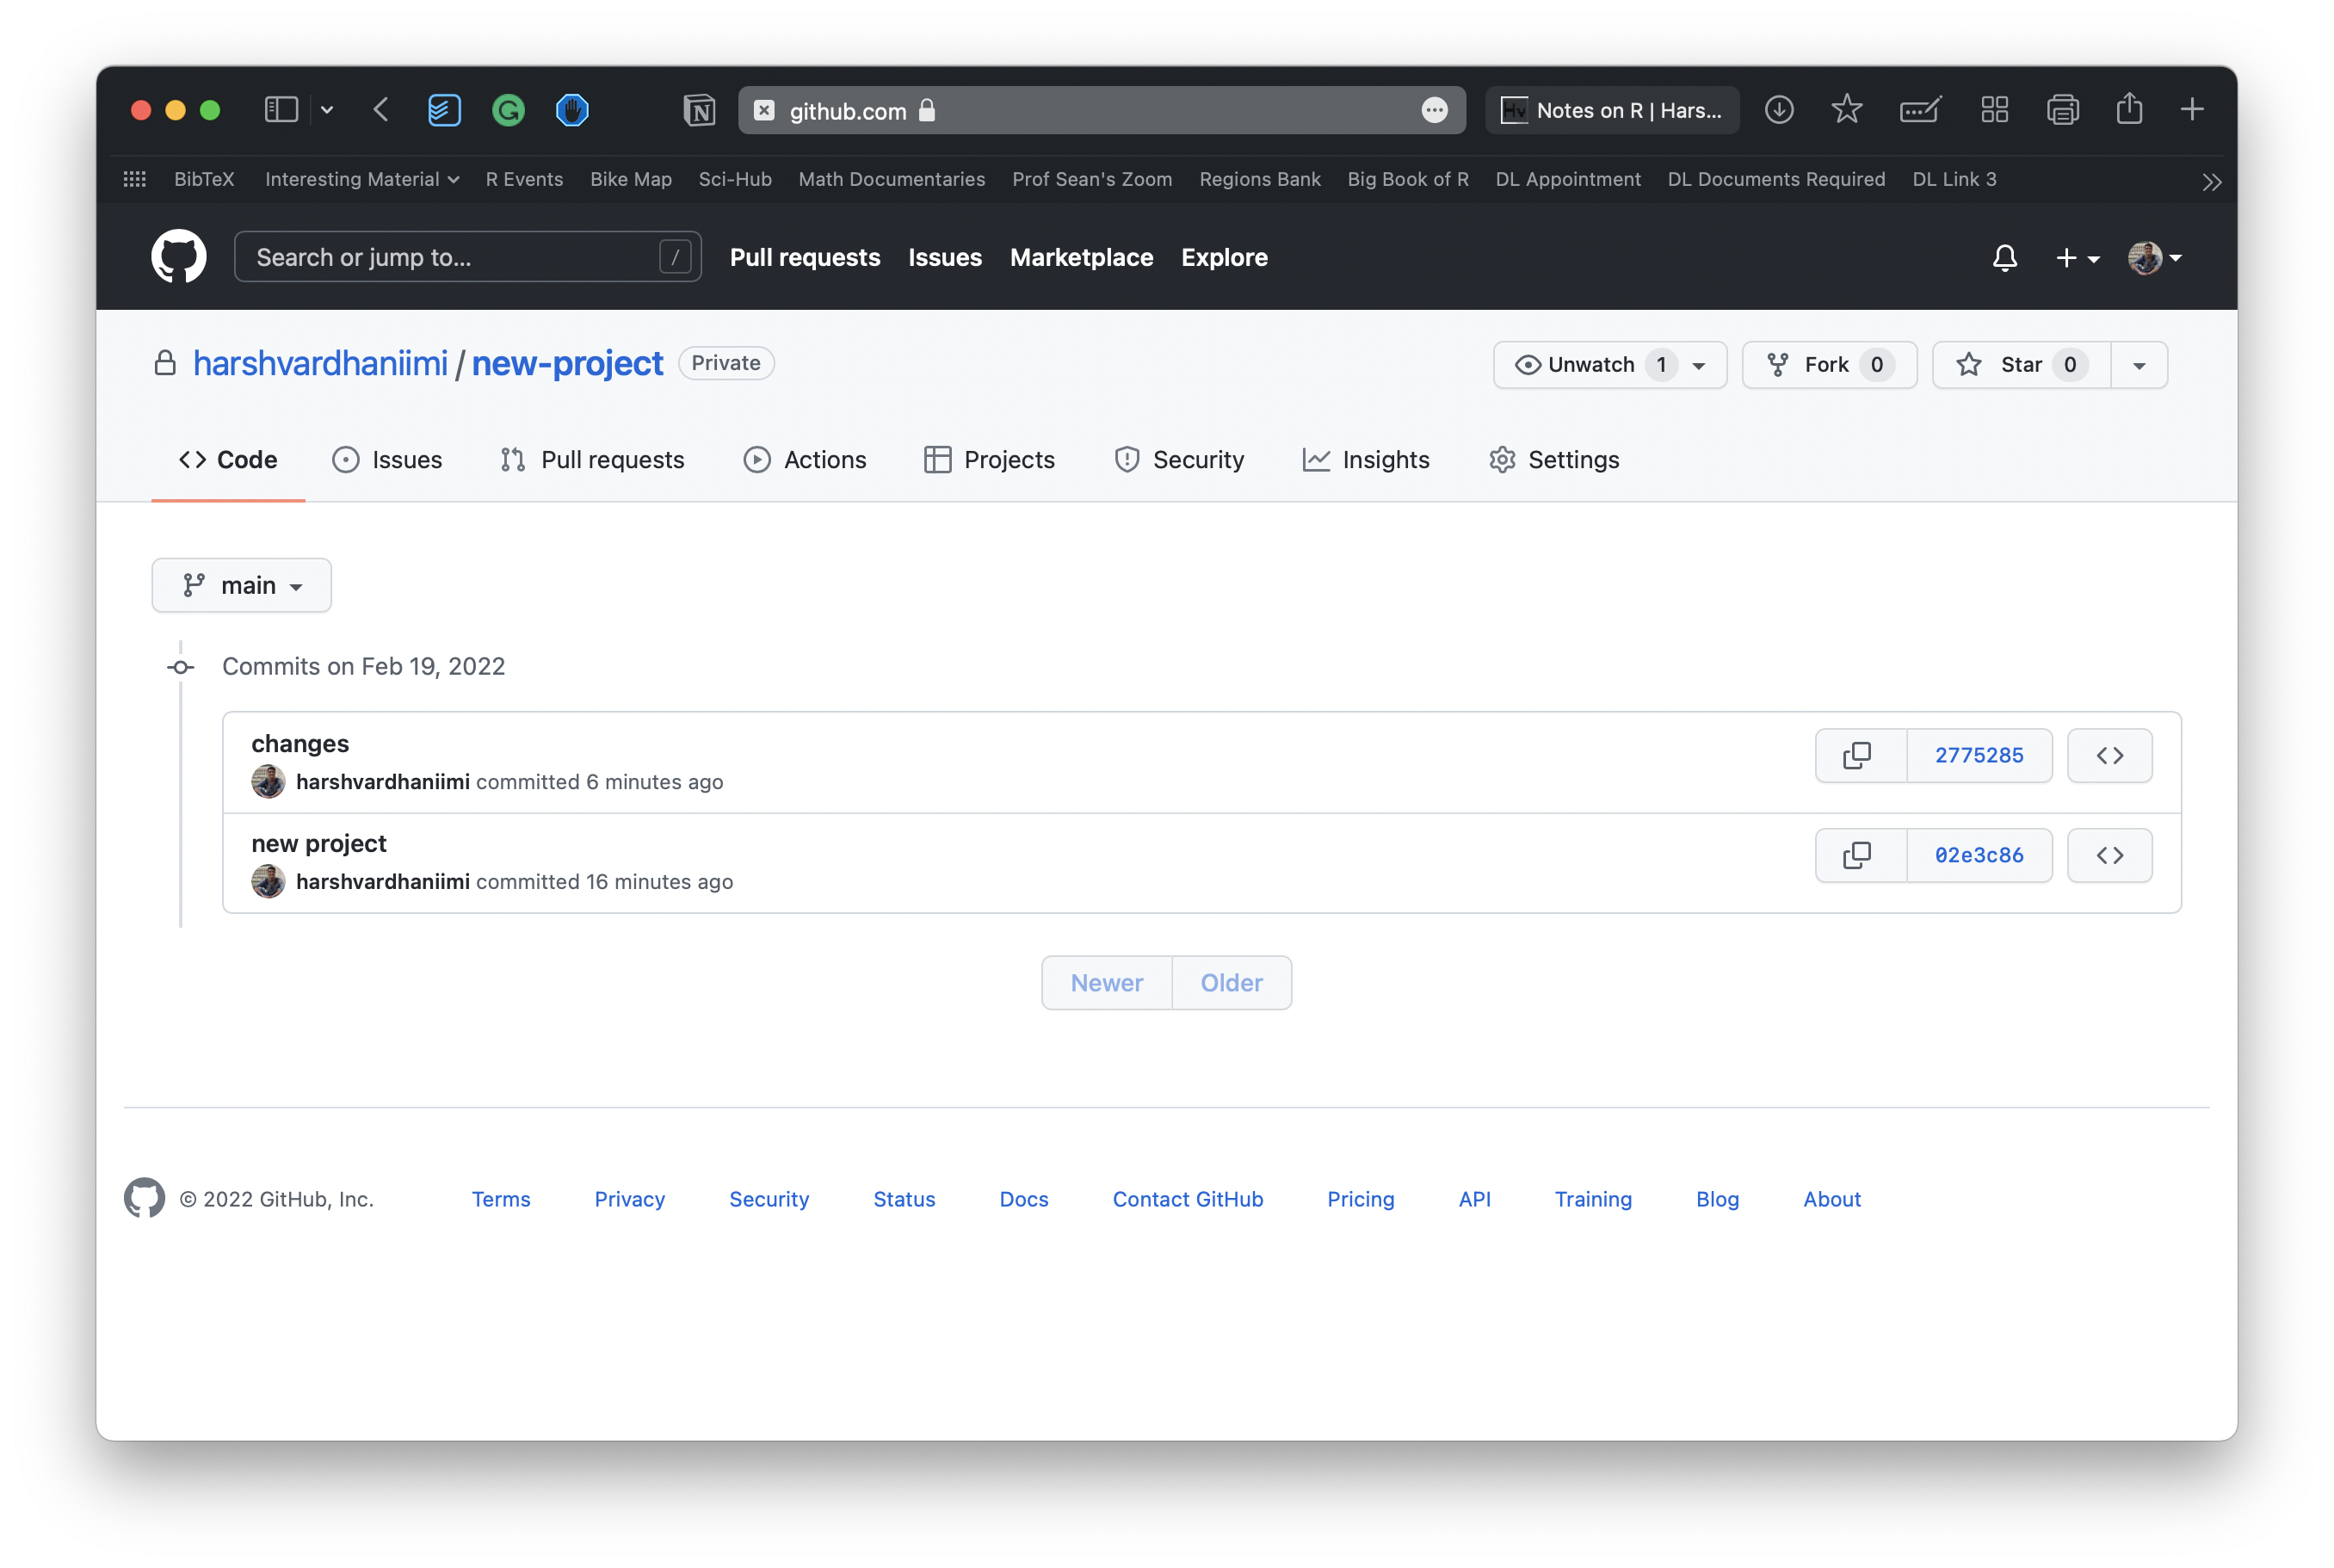 github.com
Notes on R | Hars...
BibTeX Interesting Material R Events Bike Map Sci-Hub Math Documentaries Prof Sean's Zoom Regions Bank Big Book of R DL Appointment DL Documents Required DL Link 3
Search or jump to... / Pull requests Issues Marketplace Explore
harshvardhaniimi / new-project Private Unwatch 1 Fork 0 Star 0
Code Issues Pull requests Actions Projects Security Insights Settings
main
Commits on Feb 19, 2022
changes
harshvardhaniimi committed 6 minutes ago
2775285
new project
harshvardhaniimi committed 16 minutes ago
02e3c86
Newer Older
© 2022 GitHub, Inc. Terms Privacy Security Status Docs Contact GitHub Pricing API Training Blog About